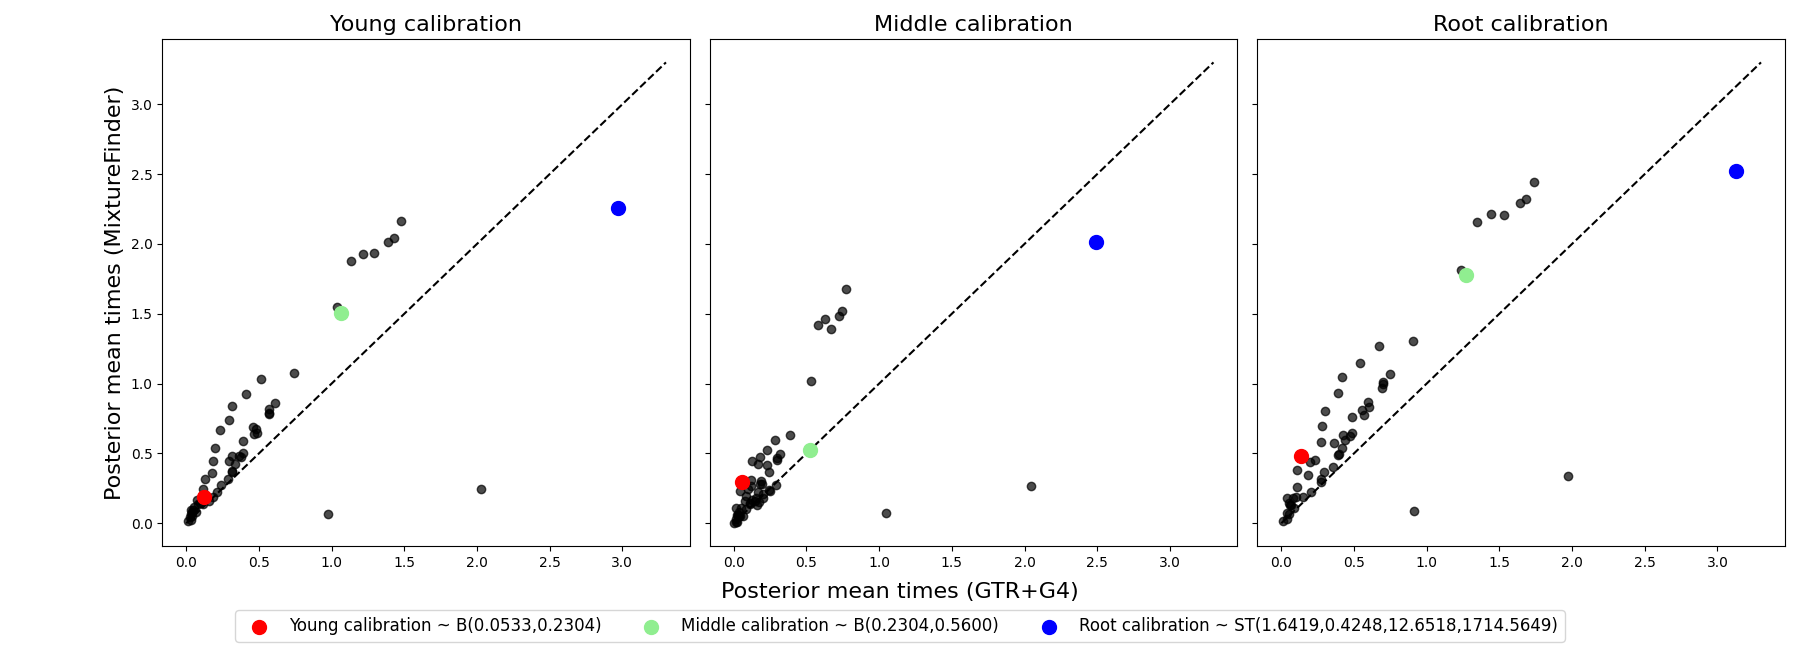 Young calibration
Middle calibration
Root calibration
Posterior mean times (MixtureFinder)
3.0
2.5
2.0
1.5
1.0
0.5
0.0
0.0 0.5 1.0 1.5 2.0 2.5 3.0
0.0 0.5 1.0 1.5 2.0 2.5 3.0
0.0 0.5 1.0 1.5 2.0 2.5 3.0
Posterior mean times (GTR+G4)
Young calibration ~ B(0.0533,0.2304)
Middle calibration ~ B(0.2304,0.5600)
Root calibration ~ ST(1.6419,0.4248,12.6518,1714.5649)